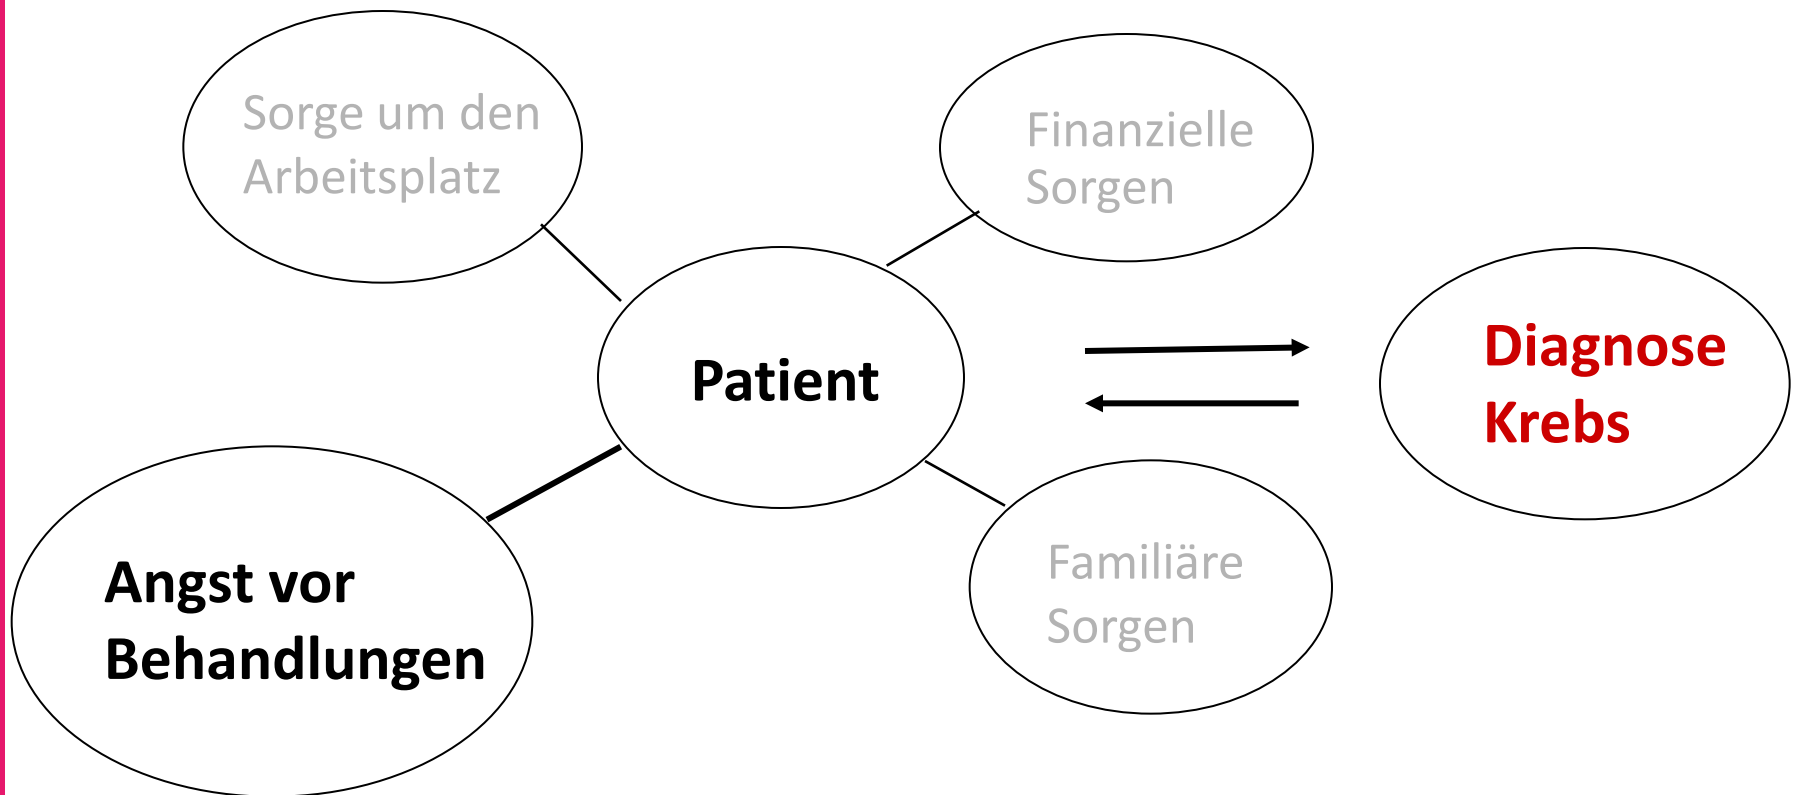 Sorge um den
Arbeitsplatz
Finanzielle
Sorgen
Patient
Diagnose
Krebs
Angst vor
Behandlungen
Familiäre
Sorgen